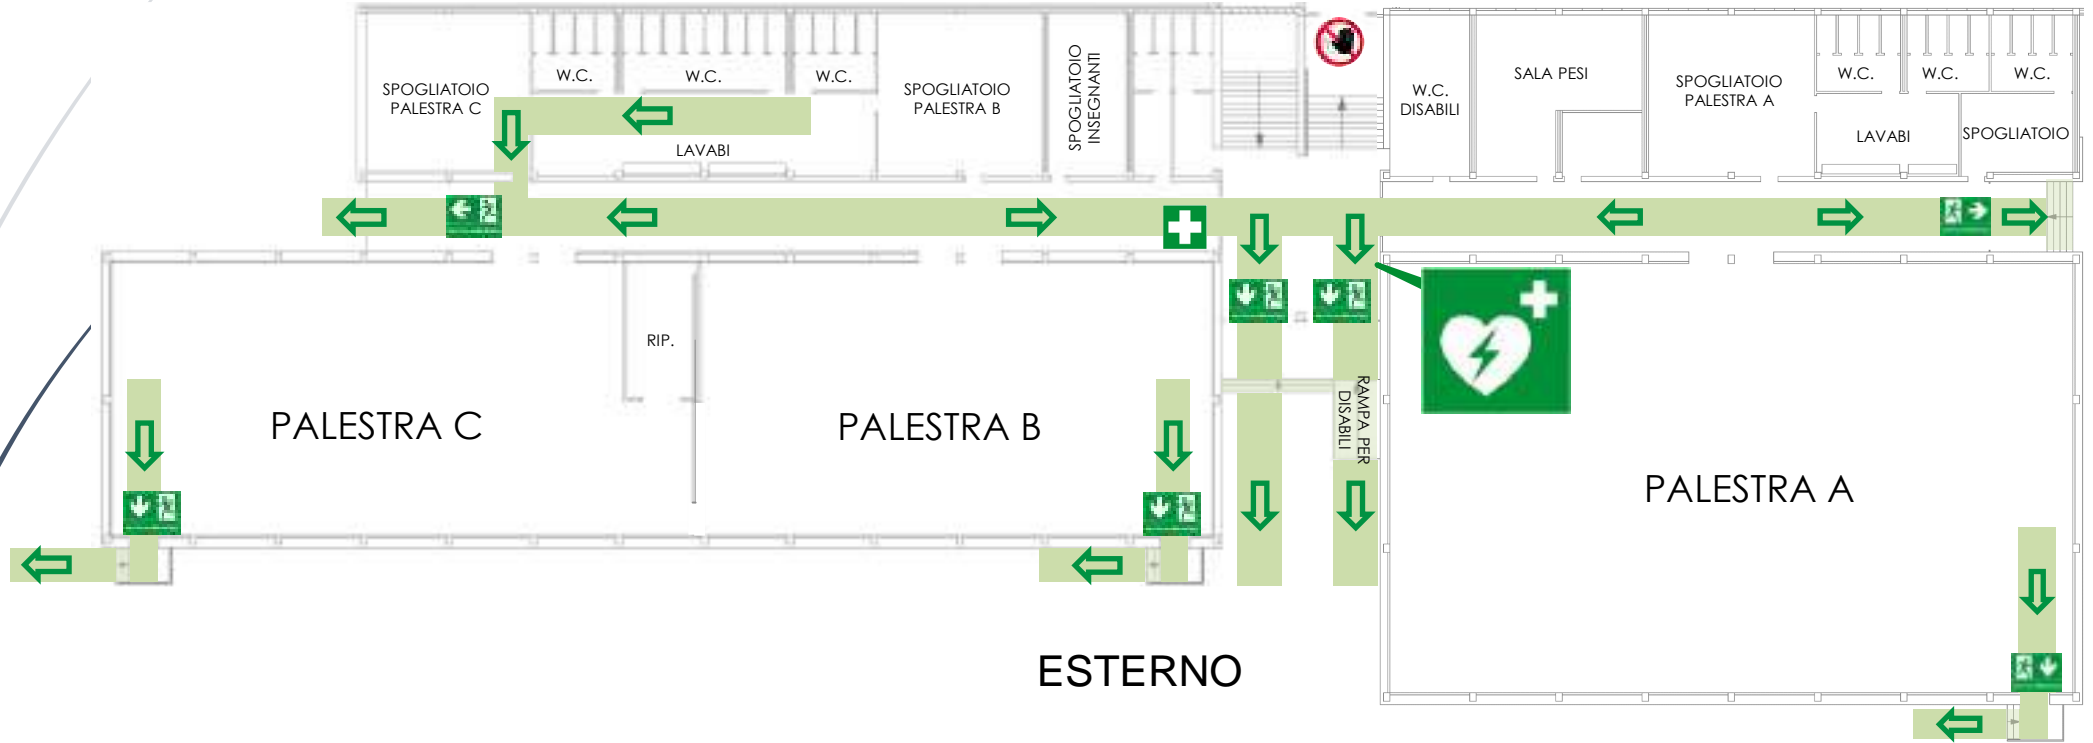 SPOGLIATOIO
PALESTRA C
W.C.
W.C.
W.C.
LAVABI
SPOGLIATOIO
PALESTRA B
SPOGLIATOIO
INSEGNANTI
W.C.
DISABILI
SALA PESI
SPOGLIATOIO
PALESTRA A
W.C.
W.C.
W.C.
LAVABI
SPOGLIATOIO
RIP.
PALESTRA C
PALESTRA B
RAMPA PER
DISABILI
PALESTRA A
ESTERNO